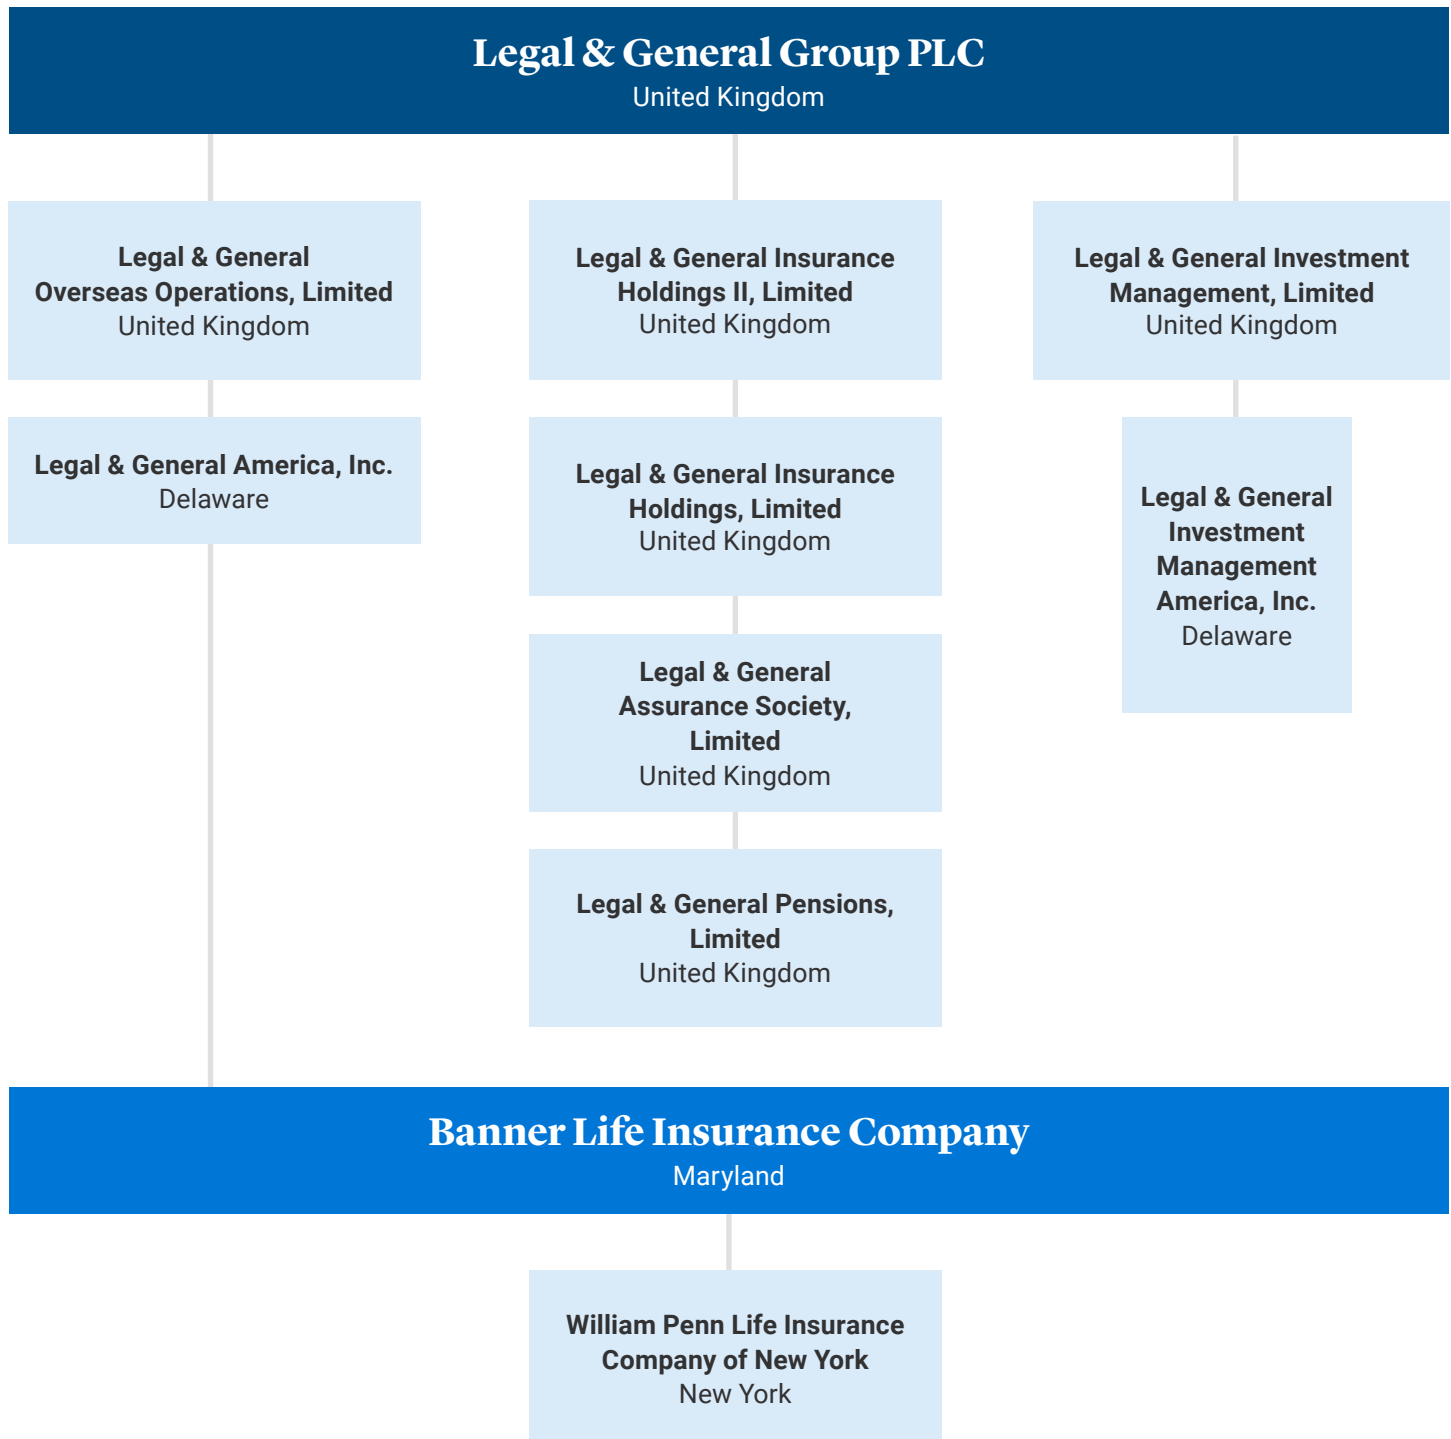 Legal & General Group PLC
United Kingdom
Legal & General
Overseas Operations, Limited
United Kingdom
Legal & General Insurance
Holdings II, Limited
United Kingdom
Legal & General Investment
Management, Limited
United Kingdom
Legal & General America, Inc.
Delaware
Legal & General Insurance
Holdings, Limited
United Kingdom
Legal & General
Investment
Management
America, Inc.
Delaware
Legal & General
Assurance Society,
Limited
United Kingdom
Legal & General Pensions,
Limited
United Kingdom
Banner Life Insurance Company
Maryland
William Penn Life Insurance
Company of New York
New York